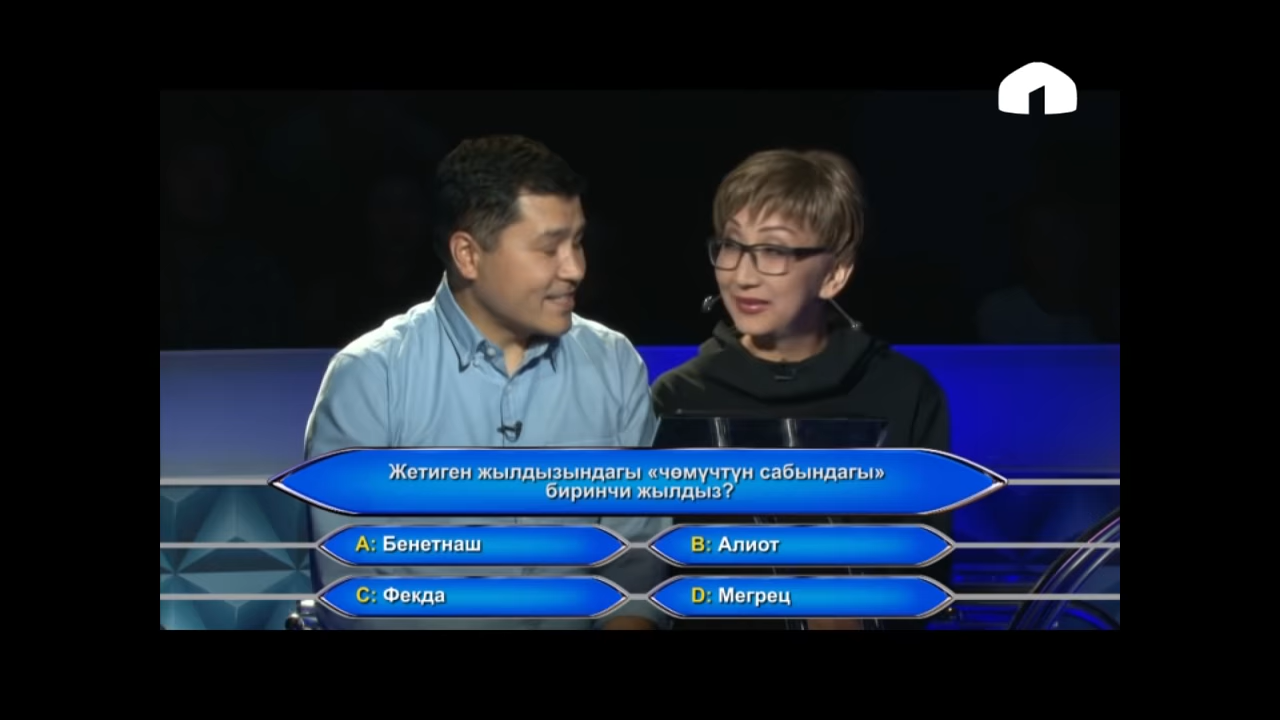 Жетиген жылдызындагы «чөмүчтүн сабындагы»
биринчи жылдыз?
A: Бенетнаш
B: Алиот
C: Фекда
D: Мегрец